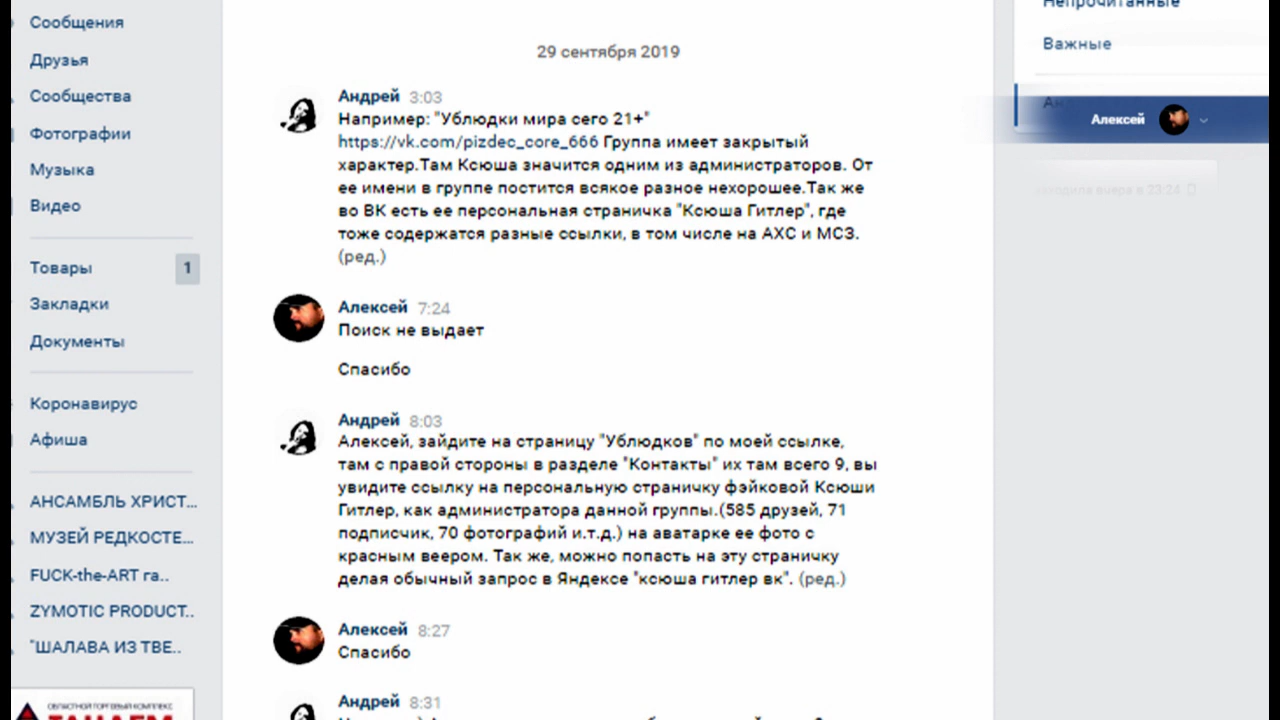 Сообщения
Друзья
Сообщества
Фотографии
Музыка
Видео
Товары 1
Закладки
Документы
Коронавирус
Афиша
АНСАМБЛЬ ХРИСТ...
МУЗЕЙ РЕДКОСТЕ...
FUCK-the-ART га..
ZYMOTIC PRODUCT..
"ШАЛАВА ИЗ ТВЕ..
ОБЛАСТНОЙ ТОРГОВЫЙ КОМПЛЕКС
29 сентября 2019
Андрей 3:03
Например: "Ублюдки мира сего 21+"
https://vk.com/pizdec_core_666 Группа имеет закрытый
характер.Там Ксюша значится одним из администраторов. От
ее имени в группе постится всякое разное нехорошее.Так же
во ВК есть ее персональная страничка "Ксюша Гитлер", где
тоже содержатся разные ссылки, в том числе на АХС и МСЗ.
(ред.)
Алексей 7:24
Поиск не выдает
Спасибо
Андрей 8:03
Алексей, зайдите на страницу "Ублюдков" по моей ссылке,
там с правой стороны в разделе "Контакты" их там всего 9, вы
увидите ссылку на персональную страничку фэйковой Ксюши
Гитлер, как администратора данной группы.(585 друзей, 71
подписчик, 70 фотографий и.т.д.) на аватарке ее фото с
красным веером. Так же, можно попасть на эту страничку
делая обычный запрос в Яндексе "ксюша гитлер вк". (ред.)
Алексей 8:27
Спасибо
Андрей 8:31
Непрочитанные
Важные
Алексей
заходила вчера в 23:24